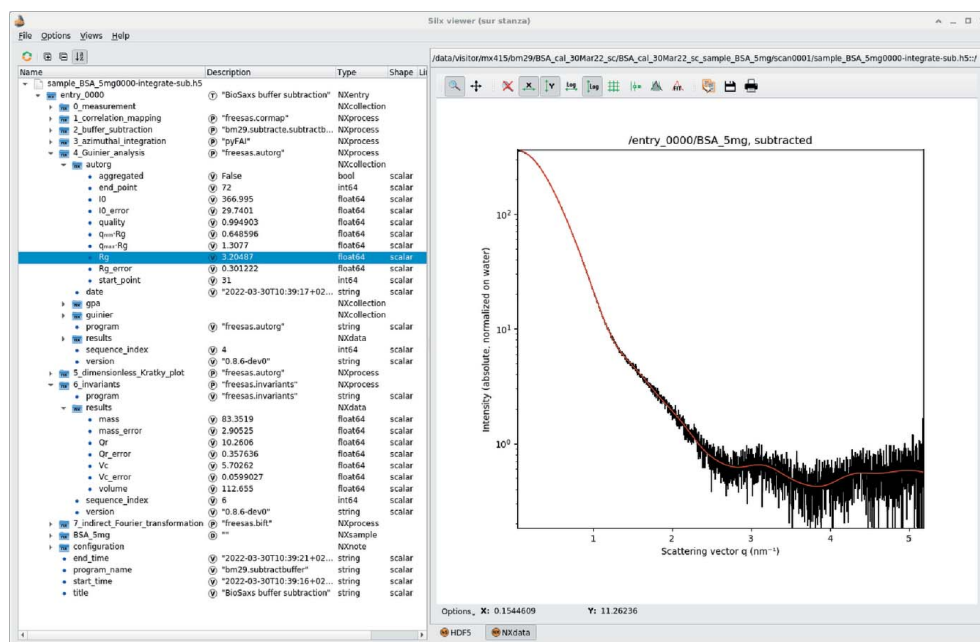 Silx viewer (sur stanza)
File Options Views Help
Name Description Type Shape Li
sample_BSA_5mg0000-integrate-sub.h5
entry_0000 "BioSaxs buffer subtraction" NXentry
0_measurement NXcollection
1_correlation_mapping "freesas.cormap" NXprocess
2_buffer_subtraction "bm29.subtracte.subtractb... NXprocess
3_azimuthal_integration "pyFAI" NXprocess
4_Guinier_analysis "freesas.autorg" NXprocess
autorg NXcollection
aggregated False bool scalar
end_point 72 int64 scalar
I0 366.995 float64 scalar
I0_error 29.7401 float64 scalar
quality 0.994903 float64 scalar
qₘᵢₙ·Rg 0.648596 float64 scalar
qₘₐₓ·Rg 1.3077 float64 scalar
Rg 3.20487 float64 scalar
Rg_error 0.301222 float64 scalar
start_point 31 int64 scalar
date "2022-03-30T10:39:17+02... string scalar
gpa NXcollection
guinier NXcollection
program "freesas.autorg" string scalar
results NXdata
sequence_index 4 int64 scalar
version "0.8.6-dev0" string scalar
5_dimensionless_Kratky_plot "freesas.autorg" NXprocess
6_invariants "freesas.invariants" NXprocess
program "freesas.invariants" string scalar
results NXdata
mass 83.3519 float64 scalar
mass_error 2.90525 float64 scalar
Qr 10.2606 float64 scalar
Qr_error 0.357636 float64 scalar
Vc 5.70262 float64 scalar
Vc_error 0.0599027 float64 scalar
volume 112.655 float64 scalar
sequence_index 6 int64 scalar
version "0.8.6-dev0" string scalar
7_indirect_Fourier_transformation "freesas.bift" NXprocess
BSA_5mg "" NXsample
configuration NXnote
end_time "2022-03-30T10:39:21+02... string scalar
program_name "bm29.subtractbuffer" string scalar
start_time "2022-03-30T10:39:16+02... string scalar
title "BioSaxs buffer subtraction" string scalar
/data/visitor/mx415/bm29/BSA_cal_30Mar22_sc/BSA_cal_30Mar22_sc_sample_BSA_5mg/scan0001/sample_BSA_5mg0000-integrate-sub.h5::/
/entry_0000/BSA_5mg, subtracted
Intensity (absolute, normalized on water)
10²
10¹
10⁰
1 2 3 4 5
Scattering vector q (nm⁻¹)
Options. X: 0.1544609 Y: 11.26236
HDF5 NXdata